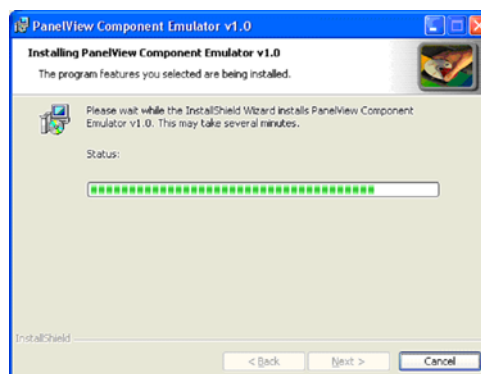 PanelView Component Emulator v1.0
Installing PanelView Component Emulator v1.0
The program features you selected are being installed.
Please wait while the InstallShield Wizard installs PanelView Component
Emulator v1.0. This may take several minutes.
Status:
InstallShield
< Back
Next >
Cancel